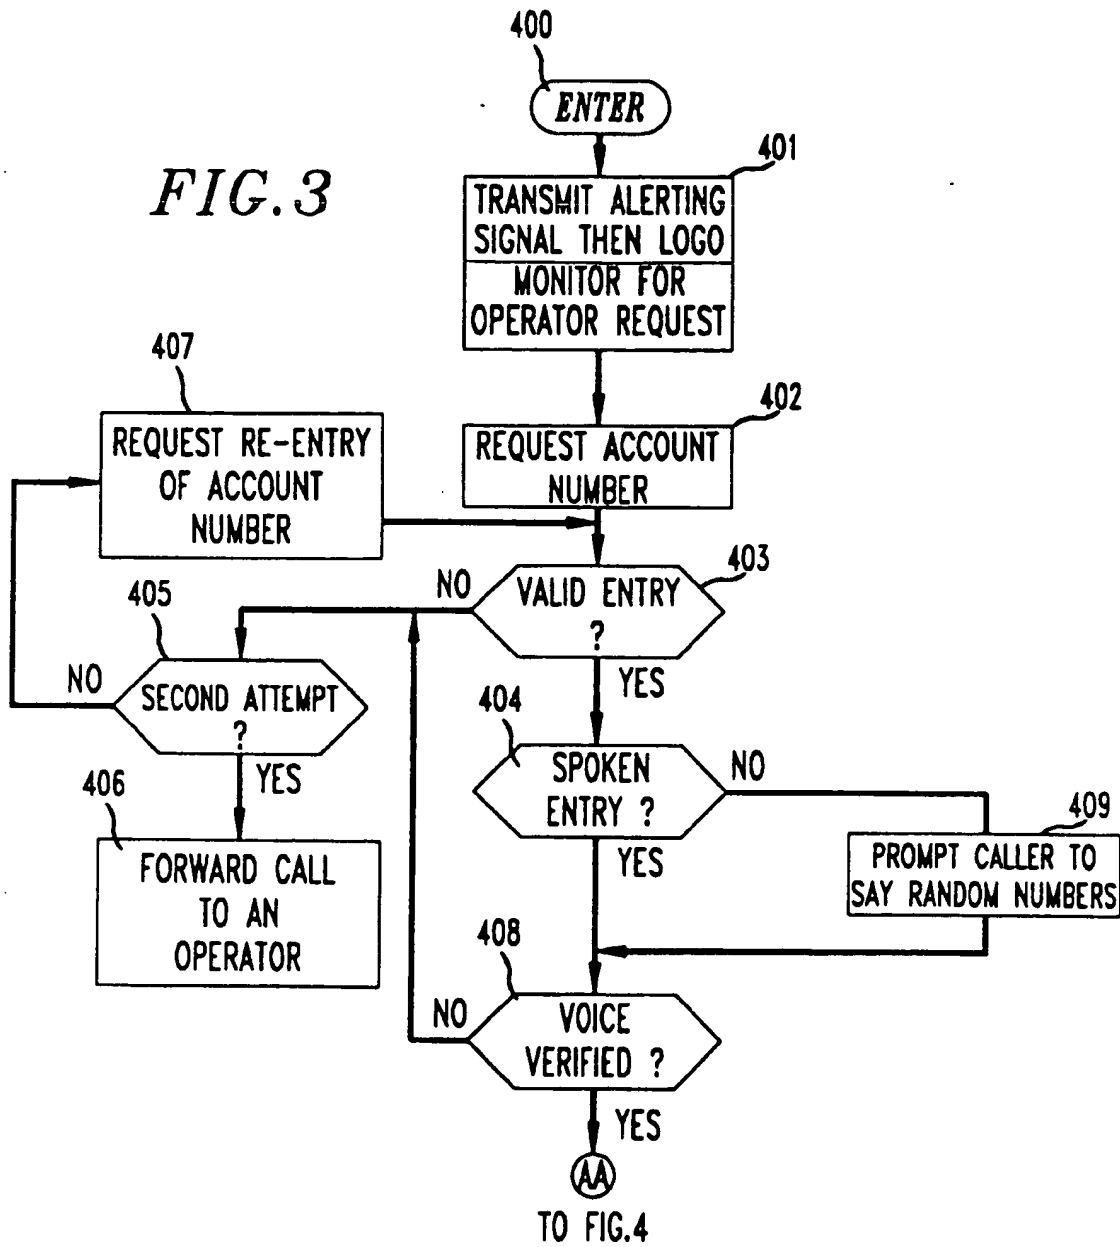 400
ENTER
FIG.3
401
TRANSMIT ALERTING
SIGNAL THEN LOGO
MONITOR FOR
OPERATOR REQUEST
407
REQUEST RE-ENTRY
OF ACCOUNT
NUMBER
402
REQUEST ACCOUNT
NUMBER
403
VALID ENTRY
?
NO
YES
405
SECOND ATTEMPT
?
NO
YES
404
SPOKEN
ENTRY ?
NO
YES
406
FORWARD CALL
TO AN
OPERATOR
409
PROMPT CALLER TO
SAY RANDOM NUMBERS
408
VOICE
VERIFIED ?
NO
YES
AA
TO FIG.4